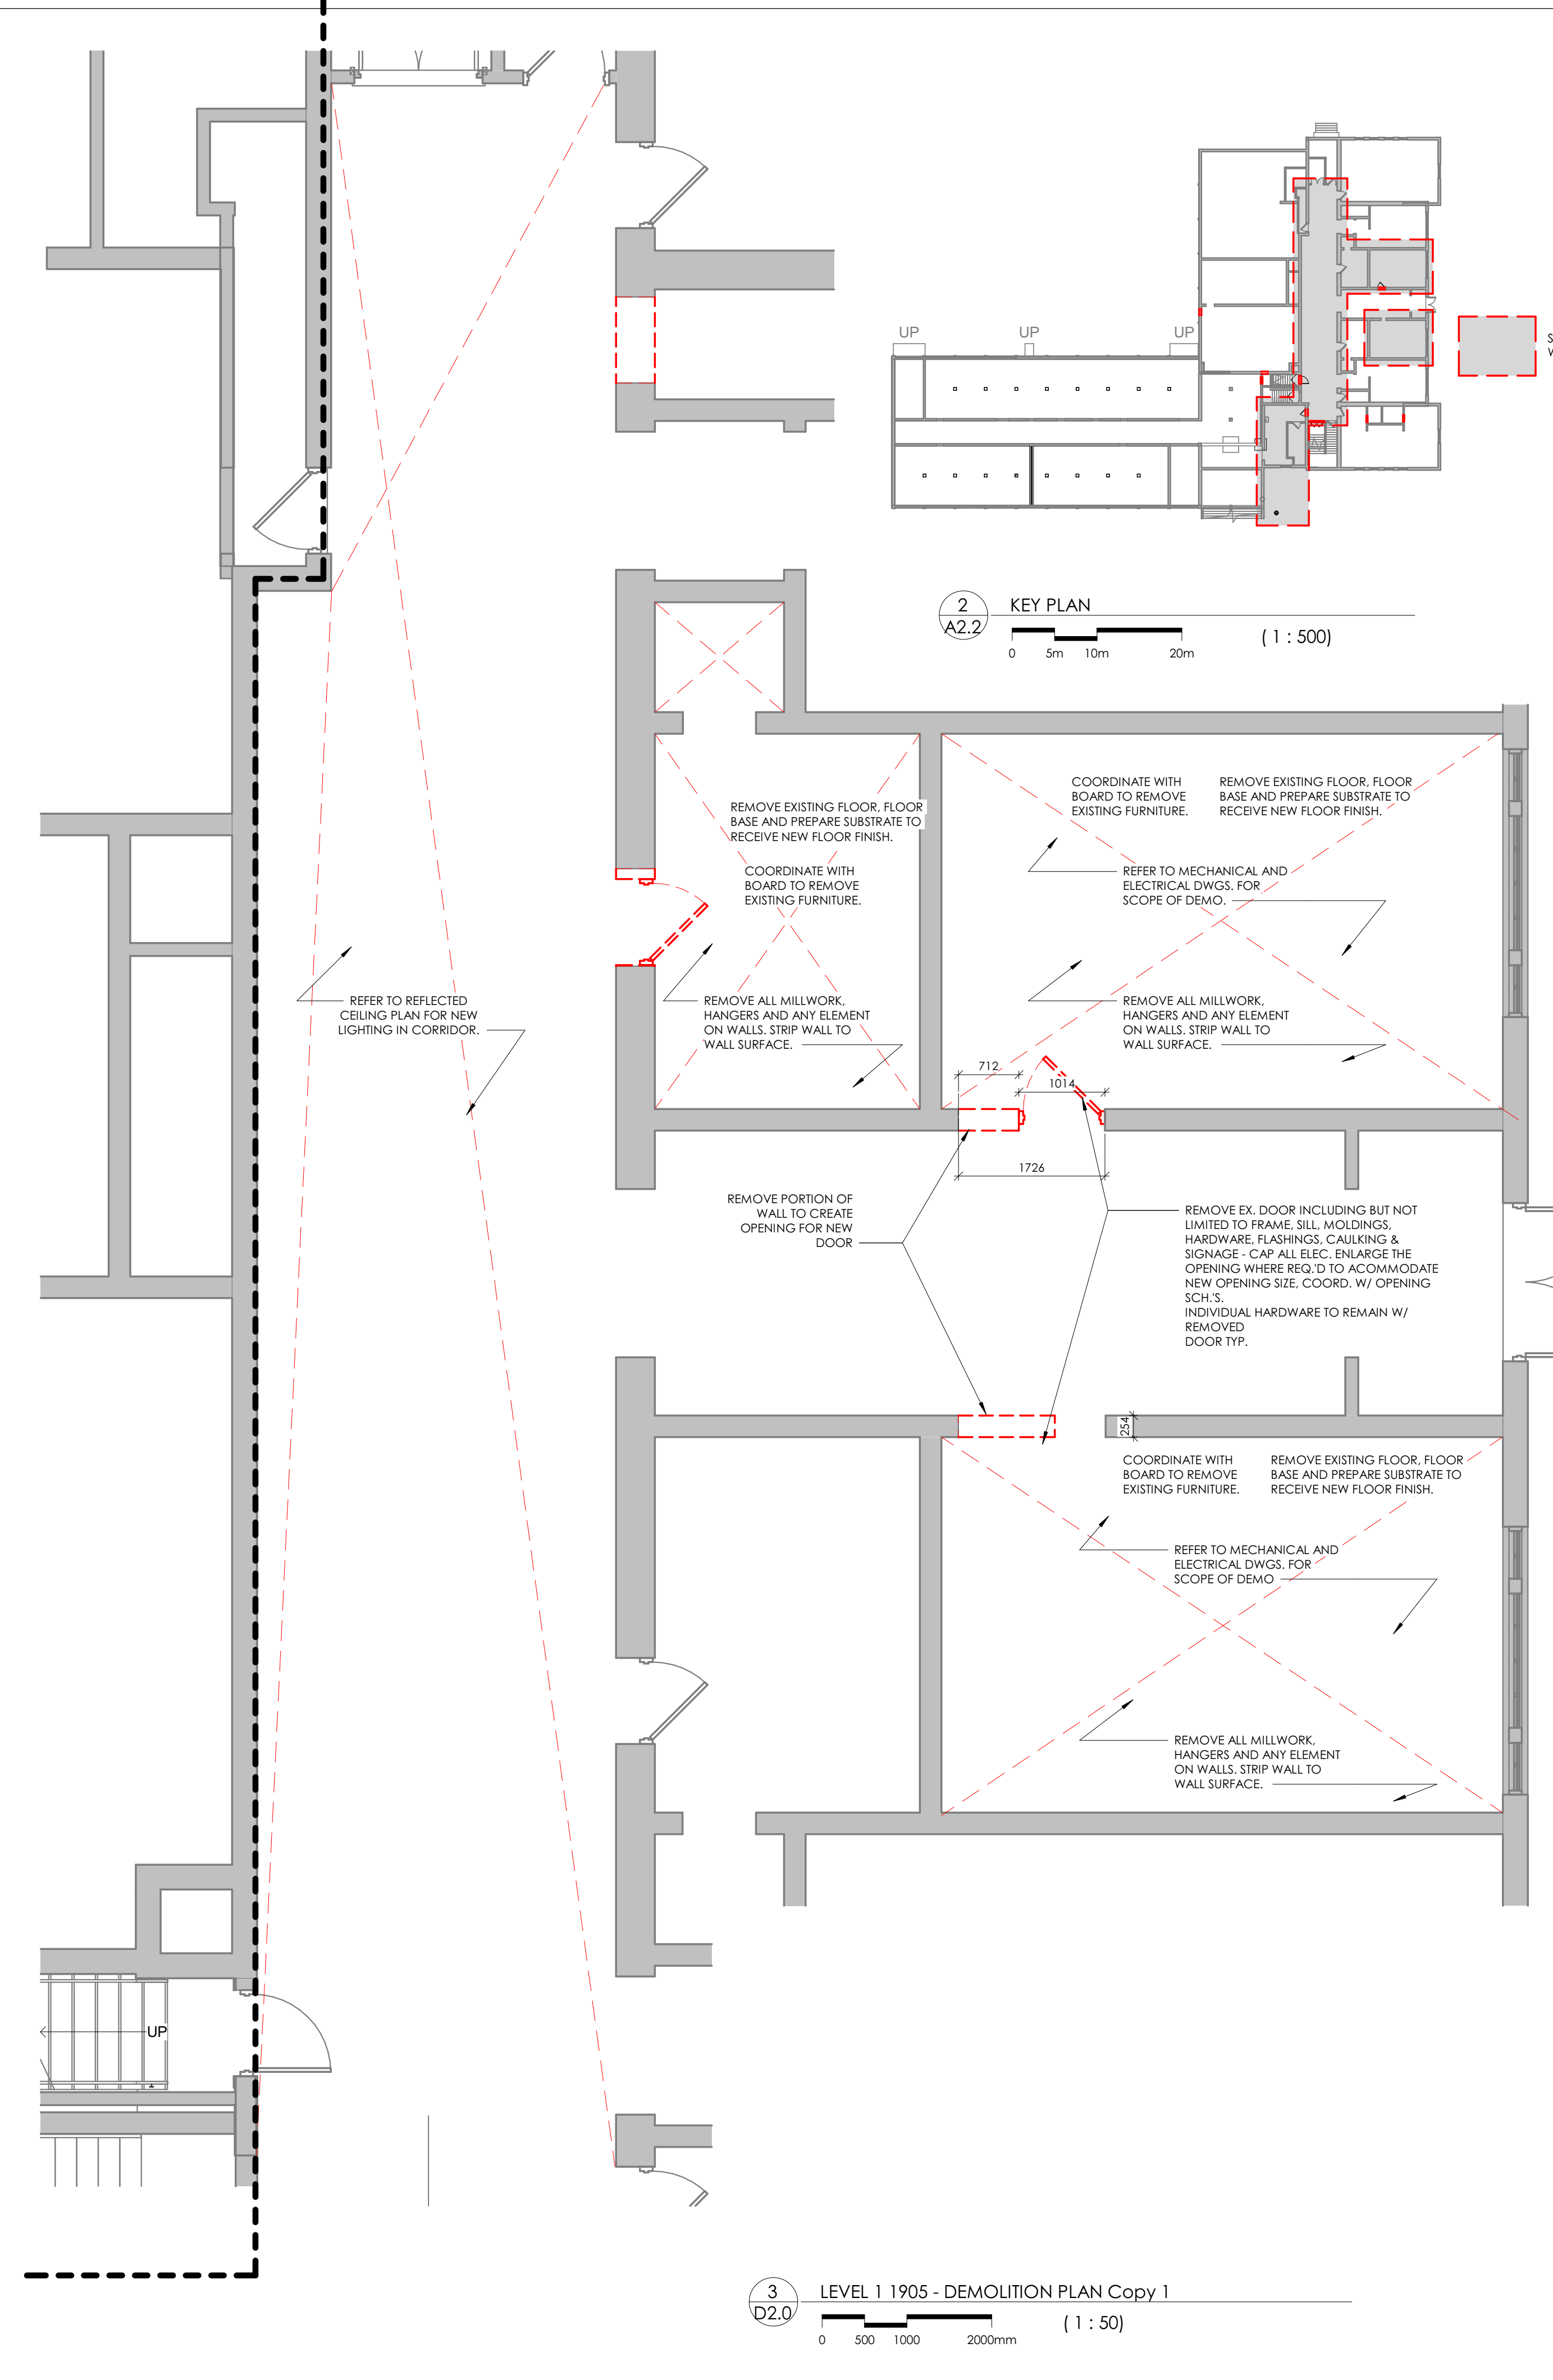 UP
UP
UP
S
W
2
A2.2
KEY PLAN
0
5m
10m
20m
( 1 : 500)
REMOVE EXISTING FLOOR, FLOOR
BASE AND PREPARE SUBSTRATE TO
RECEIVE NEW FLOOR FINISH.
COORDINATE WITH
BOARD TO REMOVE
EXISTING FURNITURE.
REMOVE ALL MILLWORK,
HANGERS AND ANY ELEMENT
ON WALLS. STRIP WALL TO
WALL SURFACE.
COORDINATE WITH
BOARD TO REMOVE
EXISTING FURNITURE.
REMOVE EXISTING FLOOR, FLOOR
BASE AND PREPARE SUBSTRATE TO
RECEIVE NEW FLOOR FINISH.
REFER TO MECHANICAL AND
ELECTRICAL DWGS. FOR
SCOPE OF DEMO.
REMOVE ALL MILLWORK,
HANGERS AND ANY ELEMENT
ON WALLS. STRIP WALL TO
WALL SURFACE.
REFER TO REFLECTED
CEILING PLAN FOR NEW
LIGHTING IN CORRIDOR.
712
1014
1726
REMOVE PORTION OF
WALL TO CREATE
OPENING FOR NEW
DOOR
REMOVE EX. DOOR INCLUDING BUT NOT
LIMITED TO FRAME, SILL, MOLDINGS,
HARDWARE, FLASHINGS, CAULKING &
SIGNAGE - CAP ALL ELEC. ENLARGE THE
OPENING WHERE REQ.'D TO ACOMMODATE
NEW OPENING SIZE, COORD. W/ OPENING
SCH.'S.
INDIVIDUAL HARDWARE TO REMAIN W/
REMOVED
DOOR TYP.
254
COORDINATE WITH
BOARD TO REMOVE
EXISTING FURNITURE.
REMOVE EXISTING FLOOR, FLOOR
BASE AND PREPARE SUBSTRATE TO
RECEIVE NEW FLOOR FINISH.
REFER TO MECHANICAL AND
ELECTRICAL DWGS. FOR
SCOPE OF DEMO
REMOVE ALL MILLWORK,
HANGERS AND ANY ELEMENT
ON WALLS. STRIP WALL TO
WALL SURFACE.
UP
3
D2.0
LEVEL 1 1905 - DEMOLITION PLAN Copy 1
0
500
1000
2000mm
( 1 : 50)